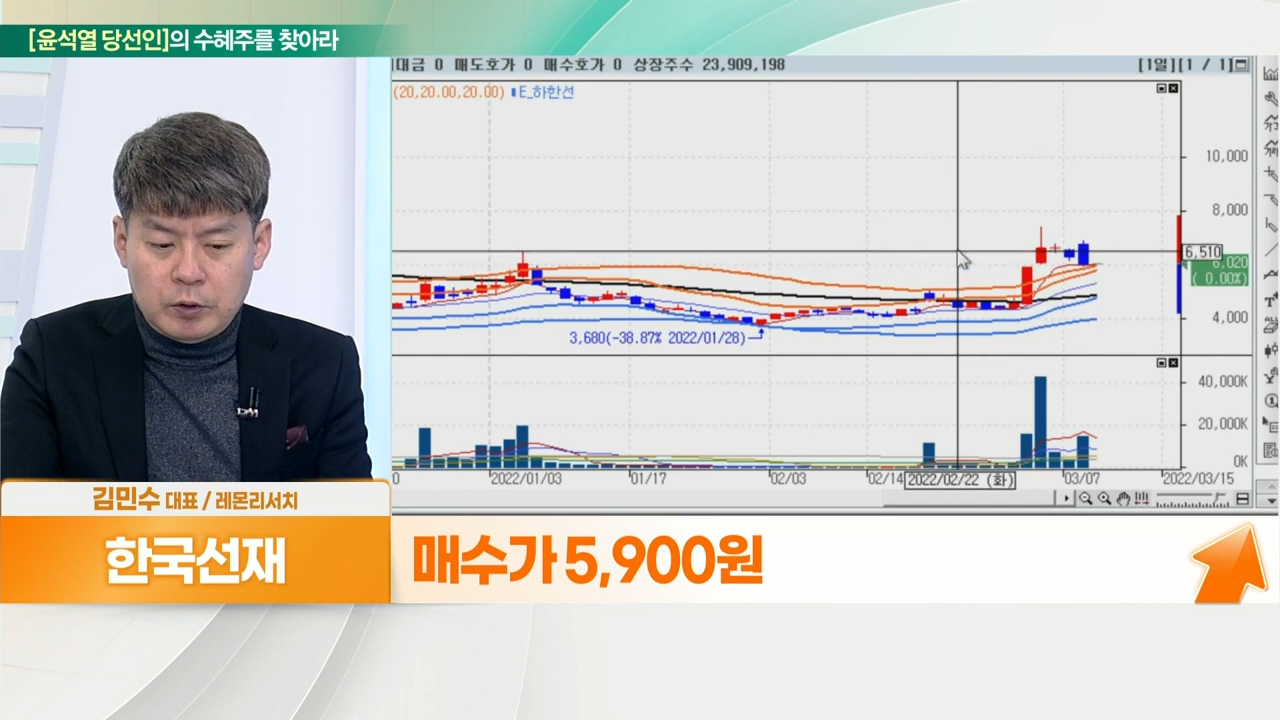 [윤석열 당선인]의 수혜주를 찾아라
대금 0 매도호가 0 매수호가 0 상장주수 23,909,198
[1일][1 / 1]
(20,20.00,20.00) E_하한선
10,000
8,000
6,510
6,020
( 0.00%)
4,000
3,680(-38.87% 2022/01/28)
40,000K
20,000K
0K
0 2022/01/03 01/17 02/03 02/14 2022/02/22 (화) 03/07 2022/03/15
김민수 대표 / 레몬리서치
한국선재
매수가 5,900원